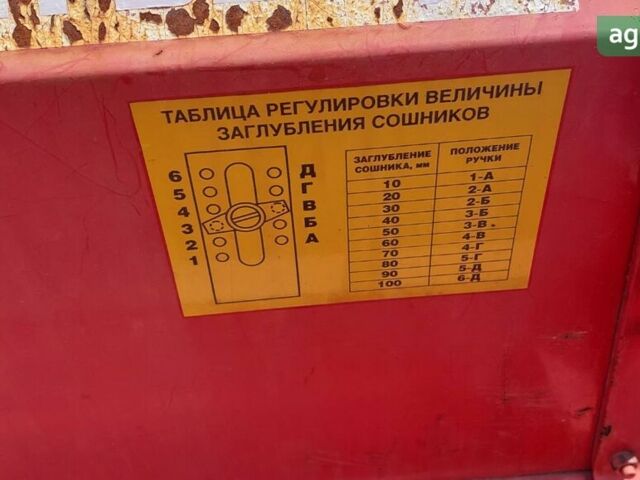 ag
ТАБЛИЦА РЕГУЛИРОВКИ ВЕЛИЧИНЫ
ЗАГЛУБЛЕНИЯ СОШНИКОВ
6 Д
5 Г
4 В
3 Б
2 А
1
ЗАГЛУБЛЕНИЕ СОШНИКА, мм ПОЛОЖЕНИЕ РУЧКИ
10 1-А
20 2-А
30 2-Б
40 3-Б
50 3-В
60 4-В
70 4-Г
80 5-Г
90 5-Д
100 6-Д